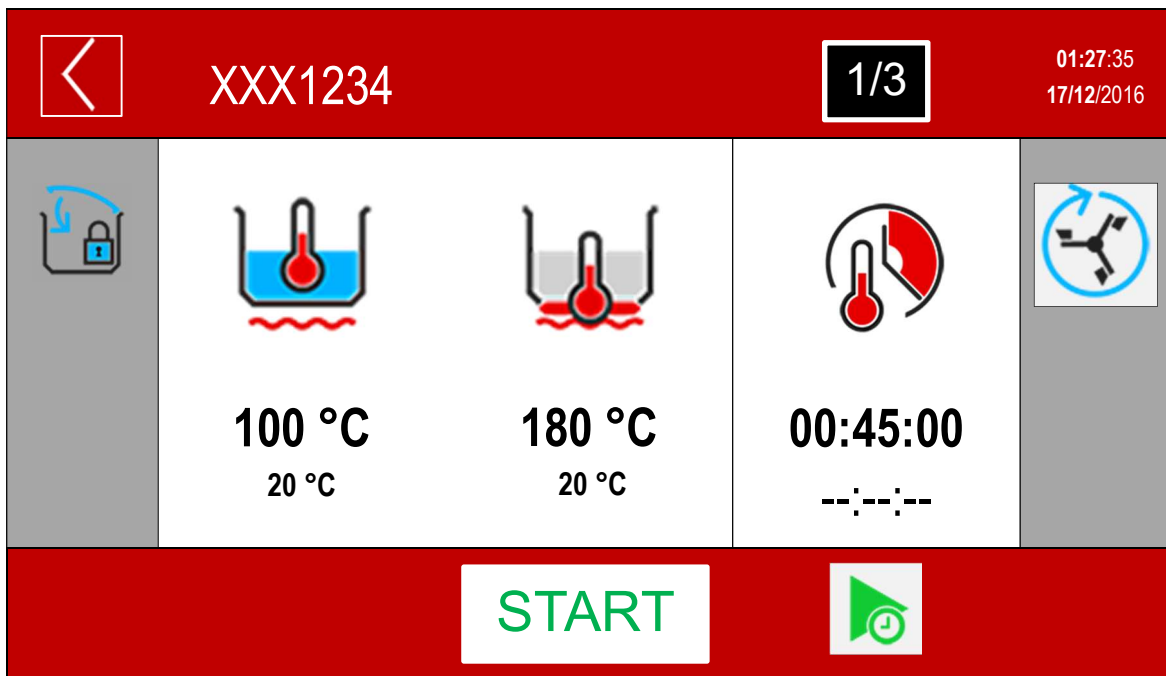 XXX1234
1/3
01:27:35
17/12/2016
100 °C
180 °C
00:45:00
20 °C
20 °C
--:--:--
START